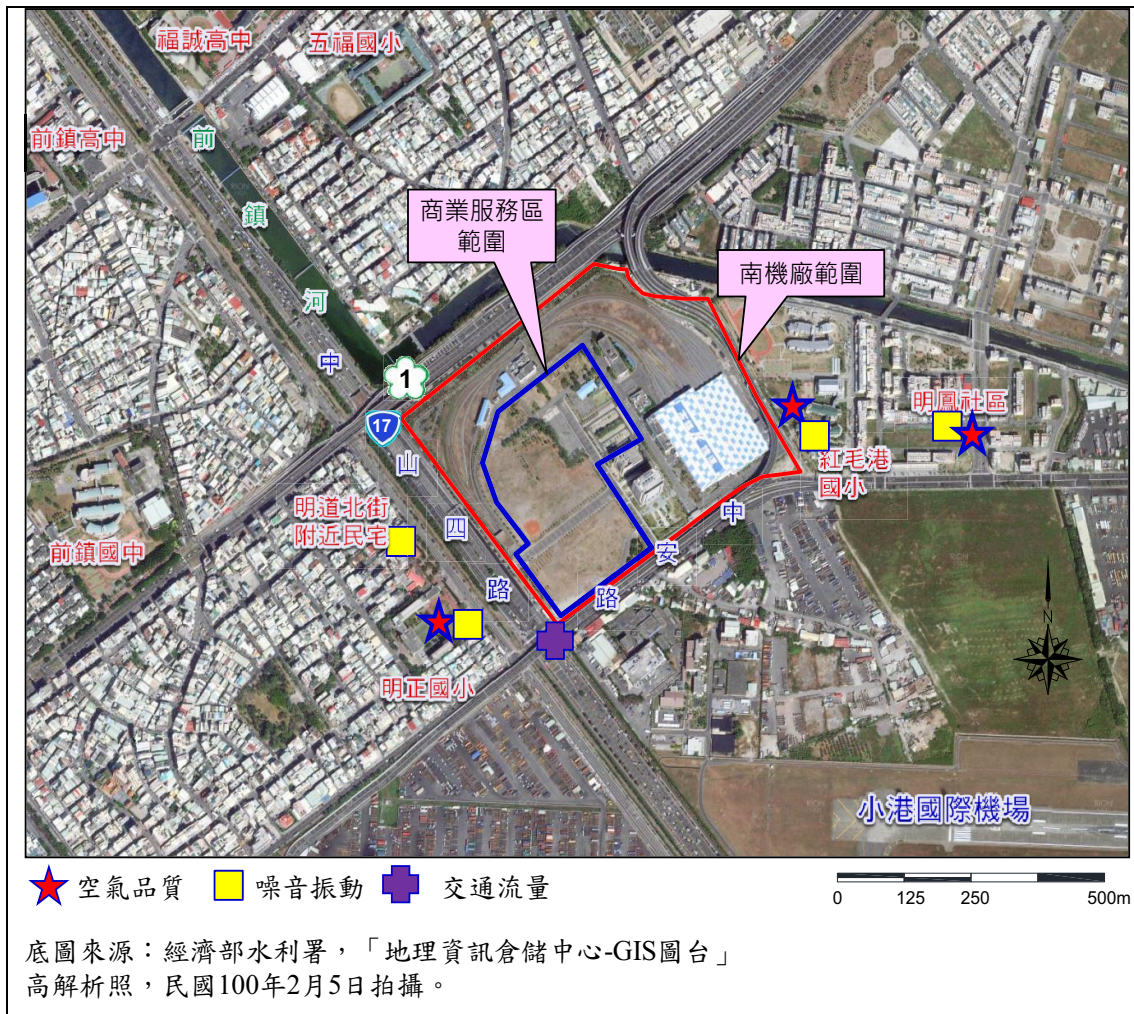 福誠高中
五福國小
前鎮高中
前
鎮
河
商業服務區
範圍
南機廠範圍
中
1
17
山
四
路
明鳳社區
紅毛港
國小
明道北街
附近民宅
前鎮國中
中
安
路
明正國小
N
小港國際機場
空氣品質
噪音振動
交通流量
0 125 250 500m
底圖來源：經濟部水利署，「地理資訊倉儲中心-GIS圖台」
高解析照，民國100年2月5日拍攝。